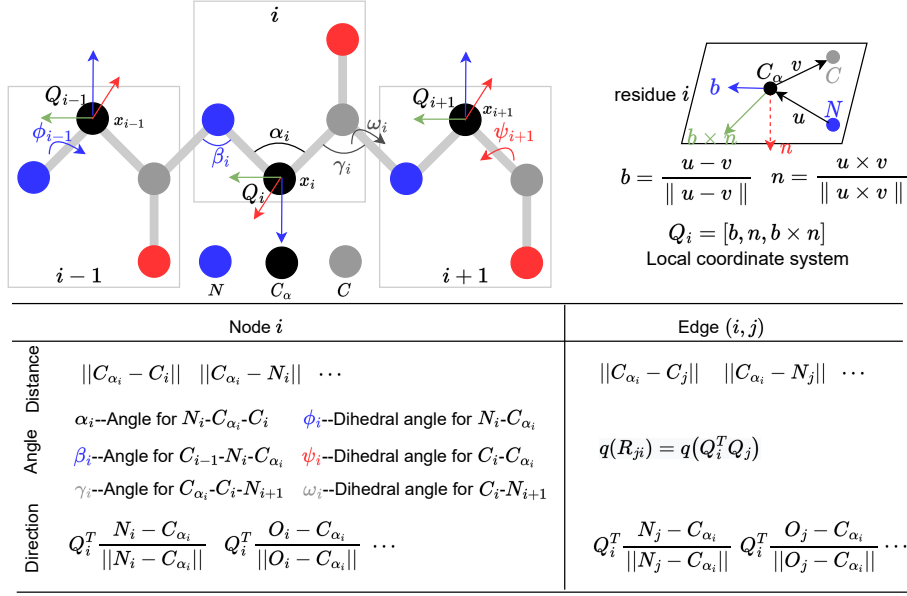 i
Q_{i−1}
x_{i−1}
ϕ_{i−1}
i − 1
β_i
α_i
Q_i
x_i
γ_i
ω_i
Q_{i+1}
x_{i+1}
ψ_{i+1}
i + 1
N
C_α
C
residue i
C_α
v
C
b
u
N
b × n
n
b = (u − v) / (‖ u − v ‖)    n = (u × v) / (‖ u × v ‖)
Q_i = [b, n, b × n]
Local coordinate system
Node i
Edge (i, j)
Distance
||C_{α_i} − C_i||    ||C_{α_i} − N_i||    ⋯
||C_{α_i} − C_j||    ||C_{α_i} − N_j||    ⋯
Angle
α_i--Angle for N_i-C_{α_i}-C_i
ϕ_i--Dihedral angle for N_i-C_{α_i}
β_i--Angle for C_{i−1}-N_i-C_{α_i}
ψ_i--Dihedral angle for C_i-C_{α_i}
γ_i--Angle for C_{α_i}-C_i-N_{i+1}
ω_i--Dihedral angle for C_i-N_{i+1}
q(R_{ji}) = q(Q_i^T Q_j)
Direction
Q_i^T (N_i − C_{α_i}) / (||N_i − C_{α_i}||)    Q_i^T (O_i − C_{α_i}) / (||O_i − C_{α_i}||)    ⋯
Q_i^T (N_j − C_{α_i}) / (||N_j − C_{α_i}||)    Q_i^T (O_j − C_{α_i}) / (||O_j − C_{α_i}||)    ⋯